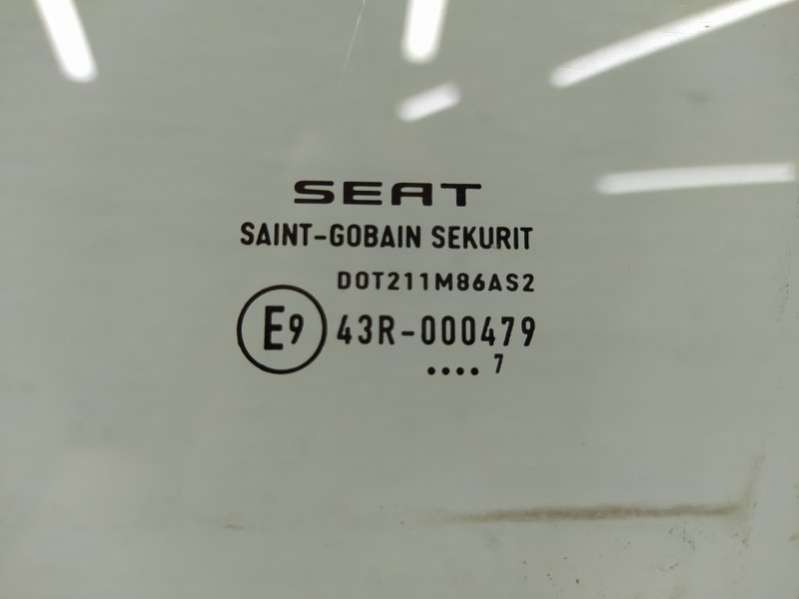 SEAT
SAINT-GOBAIN SEKURIT
DOT211M86AS2
E9 43R-000479
.... 7